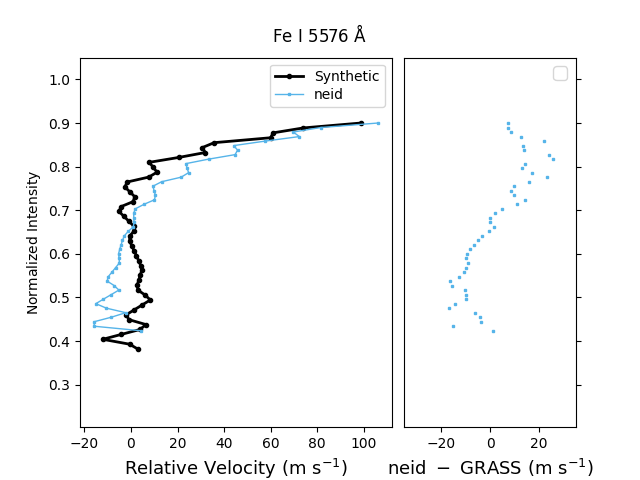 Fe I 5576 Å
Synthetic
neid
Normalized Intensity
1.0
0.9
0.8
0.7
0.6
0.5
0.4
0.3
−20 0 20 40 60 80 100
−20 0 20
Relative Velocity (m s⁻¹)
neid − GRASS (m s⁻¹)